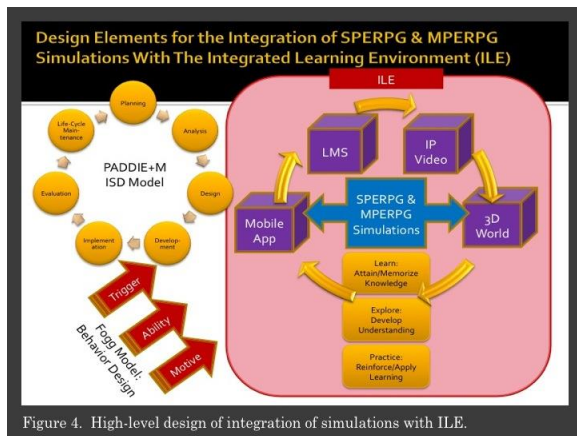 Design Elements for the Integration of SPERPG & MPERPG
Simulations With The Integrated Learning Environment (ILE)
ILE
Planning
Analysis
Design
Develop-
ment
Implement
ation
Evaluation
Life-Cycle
Main-
tenance
PADDIE+M
ISD Model
Trigger
Ability
Motive
Fogg Model:
Behavior Design
LMS
IP
Video
Mobile
App
3D
World
SPERPG &
MPERPG
Simulations
Learn:
Attain/Memorize
Knowledge
Explore:
Develop
Understanding
Practice:
Reinforce/Apply
Learning
Figure 4. High-level design of integration of simulations with ILE.